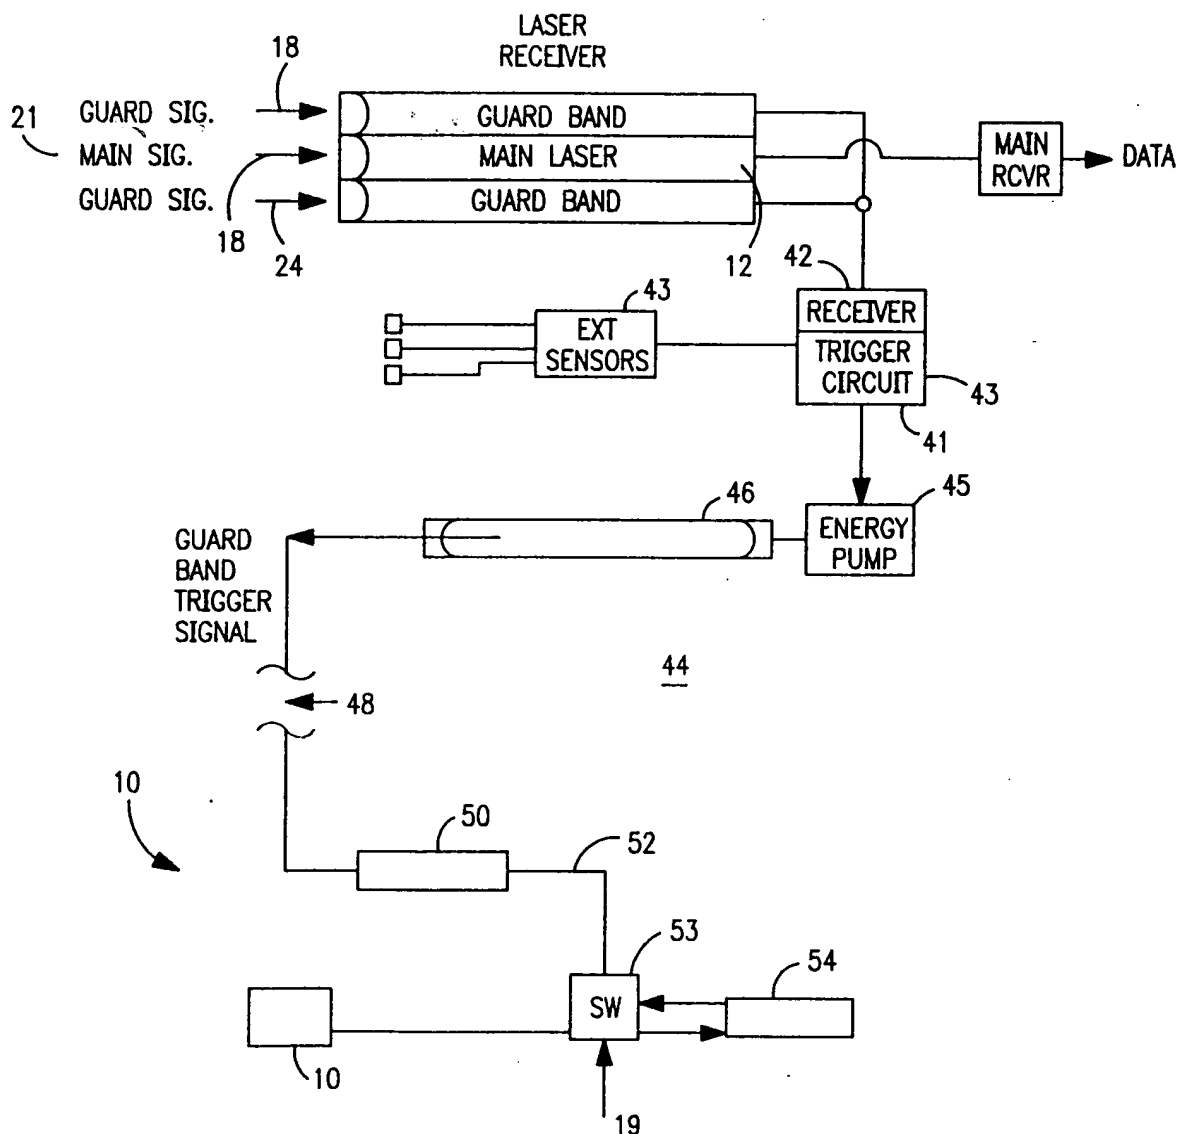 LASER
RECEIVER
18
21
GUARD SIG.
MAIN SIG.
GUARD SIG.
18
24
GUARD BAND
MAIN LASER
GUARD BAND
12
MAIN
RCVR
DATA
42
RECEIVER
TRIGGER
CIRCUIT
43
41
43
EXT
SENSORS
45
ENERGY
PUMP
46
GUARD
BAND
TRIGGER
SIGNAL
44
48
10
50
52
53
SW
54
10
19